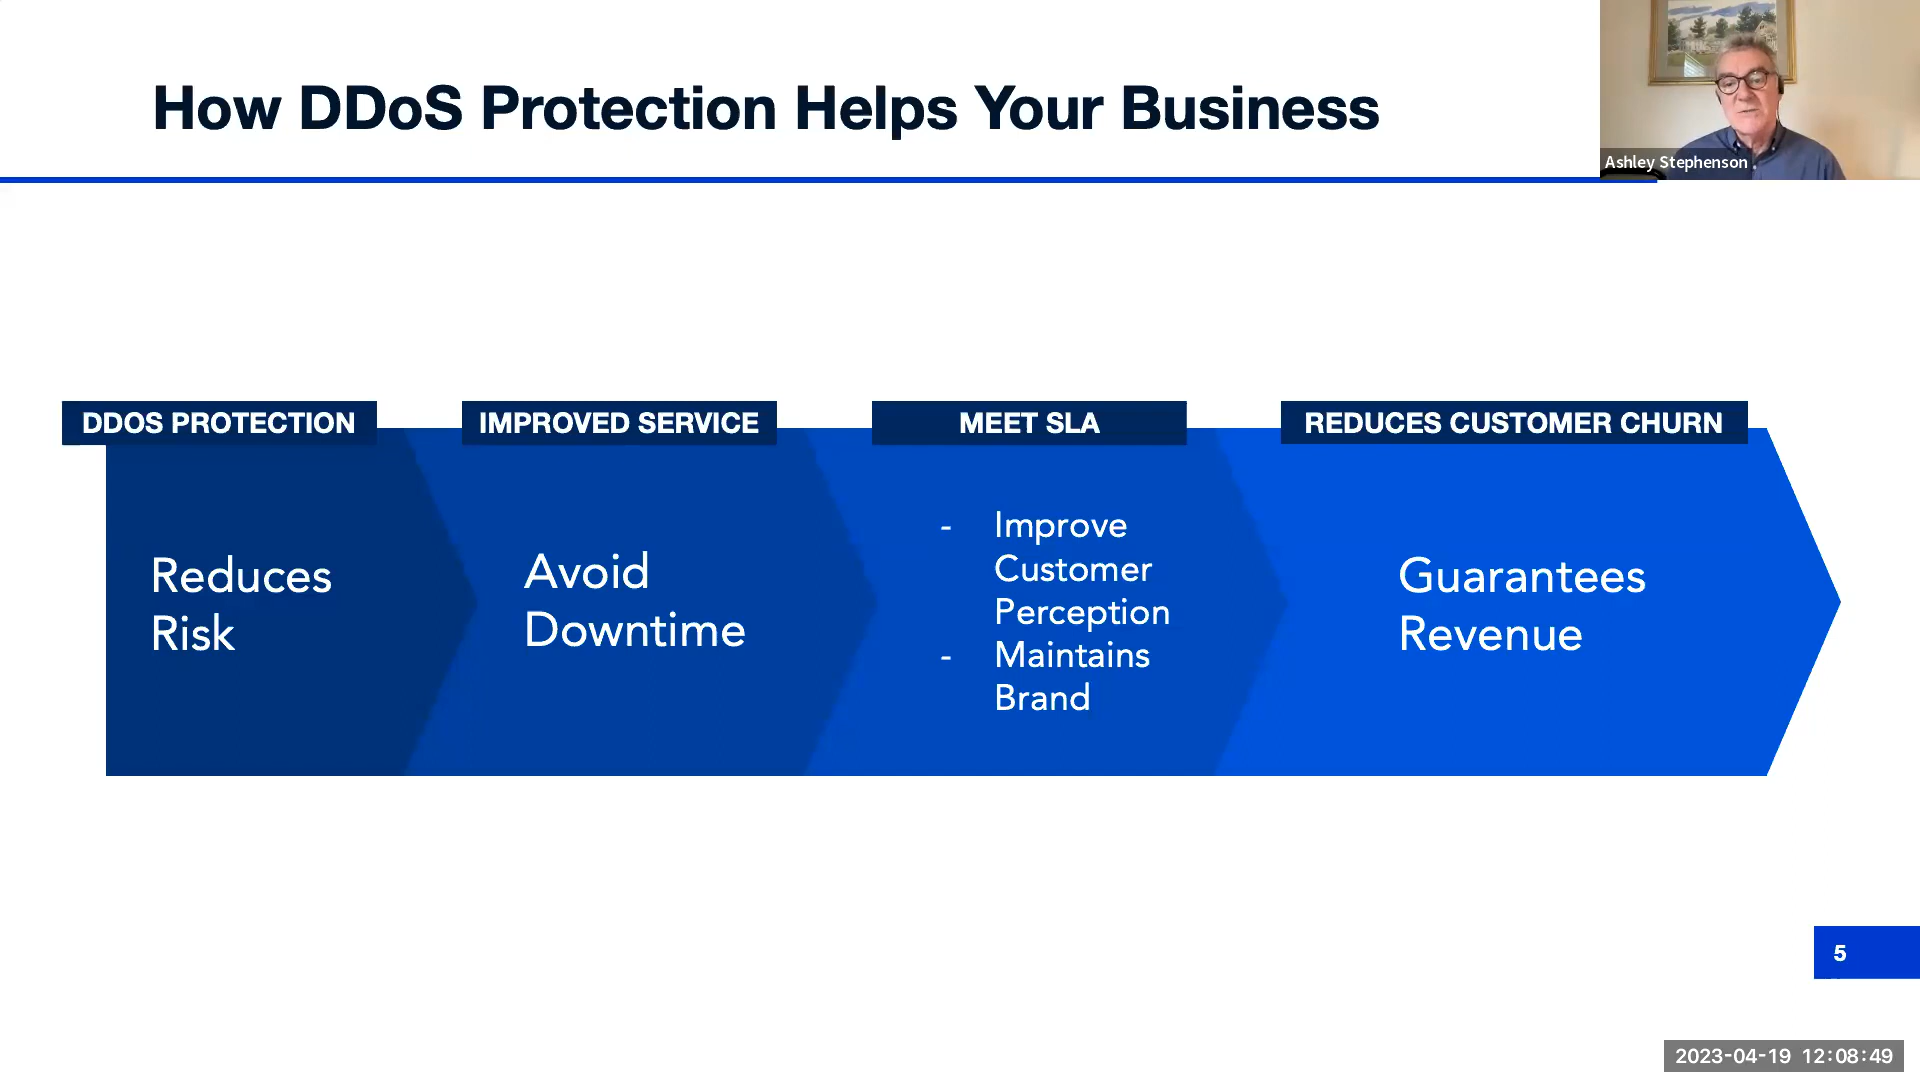 How DDoS Protection Helps Your Business
Ashley Stephenson
DDOS PROTECTION
Reduces
Risk
IMPROVED SERVICE
Avoid
Downtime
MEET SLA
- Improve
Customer
Perception
- Maintains
Brand
REDUCES CUSTOMER CHURN
Guarantees
Revenue
5
2023-04-19 12:08:49